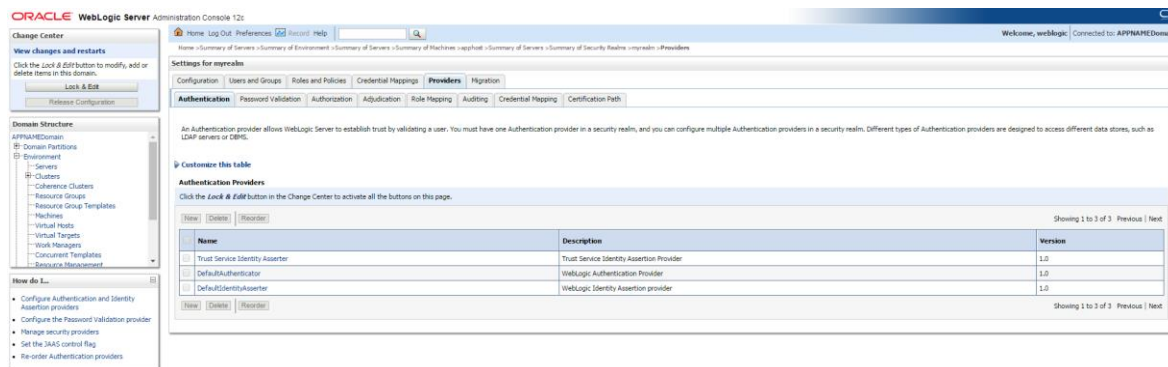 ORACLE WebLogic Server Administration Console 12c
Change Center
View changes and restarts
Click the Lock & Edit button to modify, add or
delete items in this domain.
Lock & Edit
Release Configuration
Domain Structure
APPNAMEDomain
Domain Partitions
Environment
Servers
Clusters
Coherence Clusters
Resource Groups
Resource Group Templates
Machines
Virtual Hosts
Virtual Targets
Work Managers
Concurrent Templates
Resource Management
How do I...
Configure Authentication and Identity
Assertion providers
Configure the Password Validation provider
Manage security providers
Set the JAAS control flag
Re-order Authentication providers
Home Log Out Preferences Record Help
Welcome, weblogic Connected to: APPNAMEDoma
Home >Summary of Servers >Summary of Environment >Summary of Servers >Summary of Machines >apphost >Summary of Servers >Summary of Security Realms >myrealm >Providers
Settings for myrealm
Configuration Users and Groups Roles and Policies Credential Mappings Providers Migration
Authentication Password Validation Authorization Adjudication Role Mapping Auditing Credential Mapping Certification Path
An Authentication provider allows WebLogic Server to establish trust by validating a user. You must have one Authentication provider in a security realm, and you can configure multiple Authentication providers in a security realm. Different types of Authentication providers are designed to access different data stores, such as
LDAP servers or DBMS.
Customize this table
Authentication Providers
Click the Lock & Edit button in the Change Center to activate all the buttons on this page.
New Delete Reorder Showing 1 to 3 of 3 Previous | Next
Name Description Version
Trust Service Identity Asserter Trust Service Identity Assertion Provider 1.0
DefaultAuthenticator WebLogic Authentication Provider 1.0
DefaultIdentityAsserter WebLogic Identity Assertion provider 1.0
New Delete Reorder Showing 1 to 3 of 3 Previous | Next